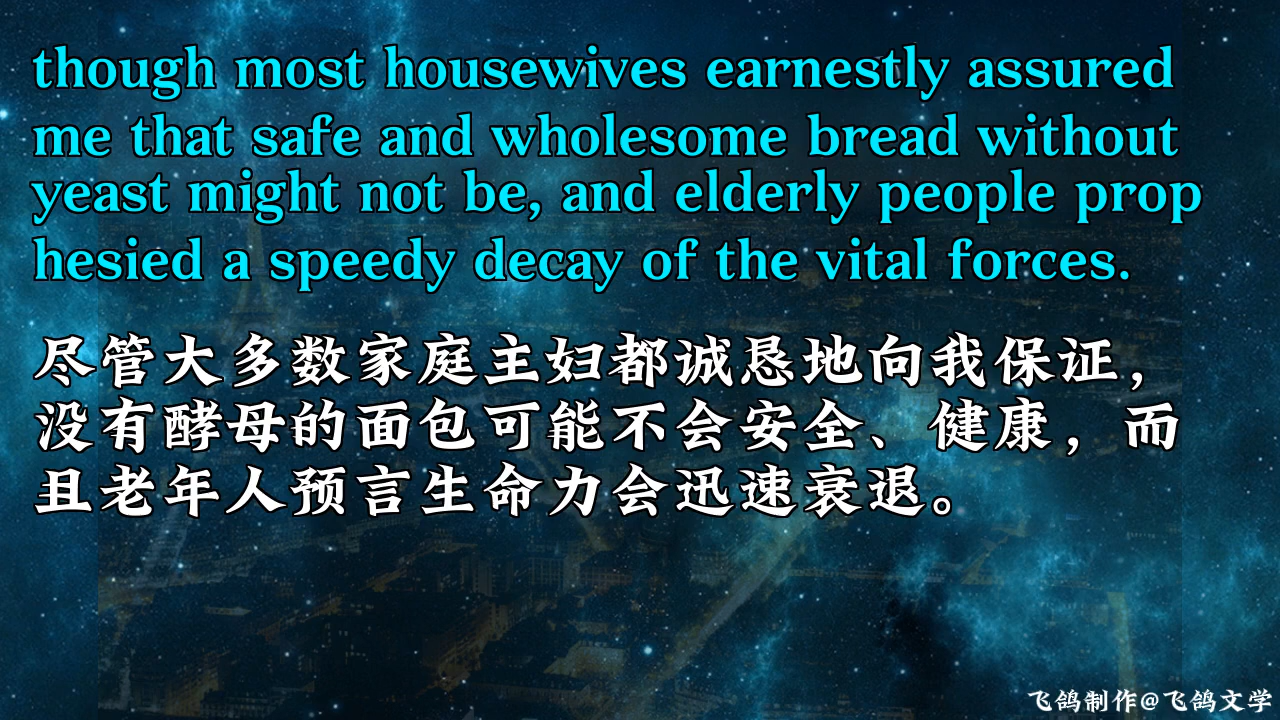 though most housewives earnestly assured
me that safe and wholesome bread without
yeast might not be, and elderly people prop
hesied a speedy decay of the vital forces.
尽管大多数家庭主妇都诚恳地向我保证，
没有酵母的面包可能不会安全、健康，而
且老年人预言生命力会迅速衰退。
飞鸽制作@飞鸽文学